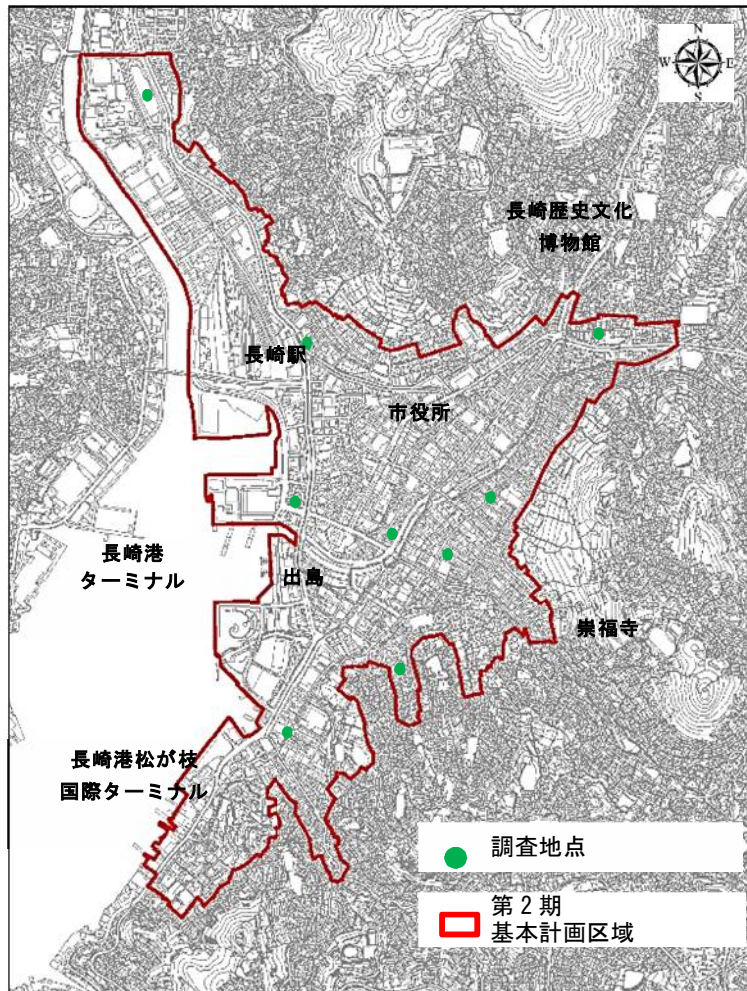 N
W
E
S
長崎歴史文化
博物館
長崎駅
市役所
長崎港
ターミナル
出島
崇福寺
長崎港松が枝
国際ターミナル
調査地点
第２期
基本計画区域